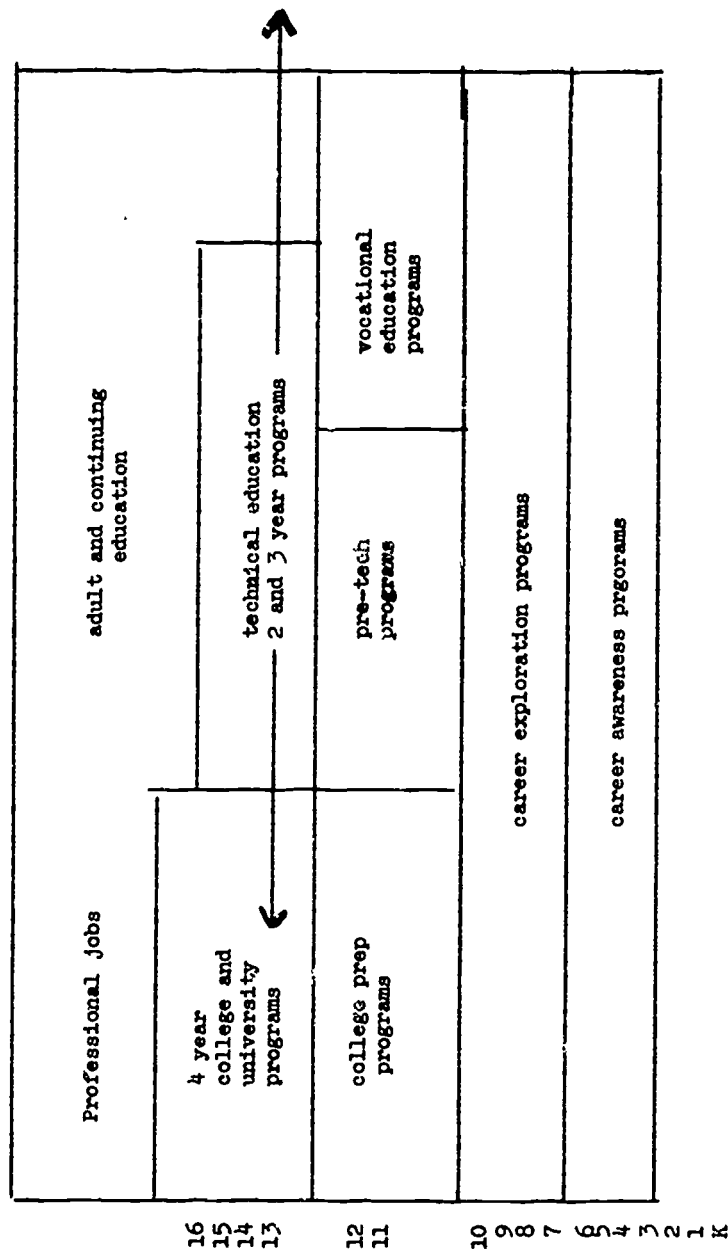 Professional jobs
adult and continuing
education
4 year
college and
university
programs
technical education
2 and 3 year programs
college prep
programs
pre-tech
programs
vocational
education
programs
career exploration programs
career awareness prgorams
16
15
14
13
12
11
10
9
8
7
6
5
4
3
2
1
K